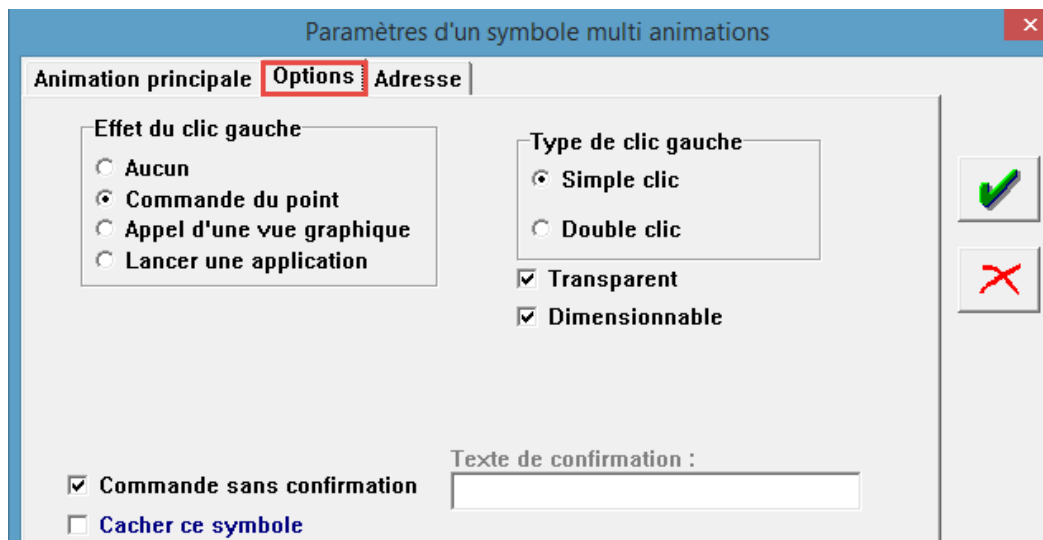 Paramètres d'un symbole multi animations
Animation principale Options Adresse
Effet du clic gauche
Aucun
Commande du point
Appel d'une vue graphique
Lancer une application
Type de clic gauche
Simple clic
Double clic
Transparent
Dimensionnable
Texte de confirmation :
Commande sans confirmation
Cacher ce symbole